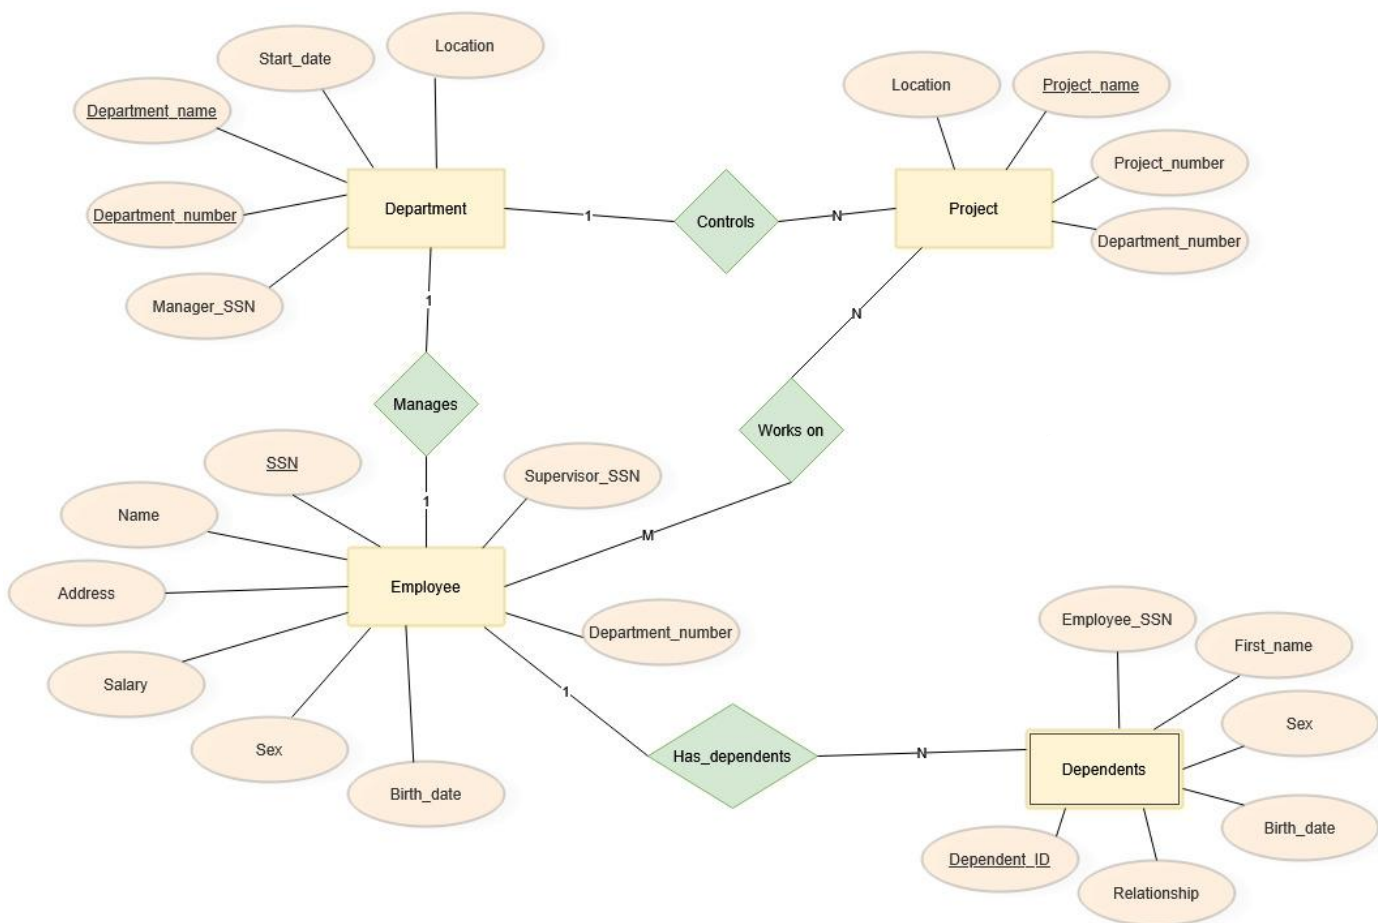 Location
Start_date
Department_name
Department_number
Manager_SSN
Department
1
Controls
N
Project
Location
Project_name
Project_number
Department_number
1
Manages
1
N
Works on
M
SSN
Supervisor_SSN
Name
Address
Employee
Department_number
Salary
Sex
Birth_date
1
Has_dependents
N
Employee_SSN
First_name
Sex
Dependents
Birth_date
Dependent_ID
Relationship